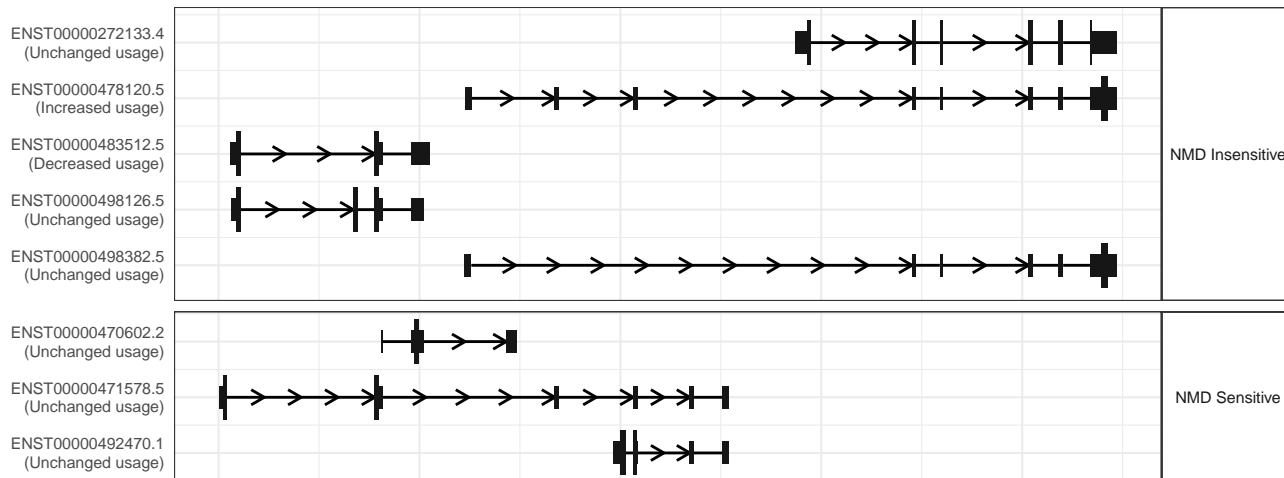 ENST00000272133.4
(Unchanged usage)
ENST00000478120.5
(Increased usage)
ENST00000483512.5
(Decreased usage)
ENST00000498126.5
(Unchanged usage)
ENST00000498382.5
(Unchanged usage)
NMD Insensitive
ENST00000470602.2
(Unchanged usage)
ENST00000471578.5
(Unchanged usage)
ENST00000492470.1
(Unchanged usage)
NMD Sensitive